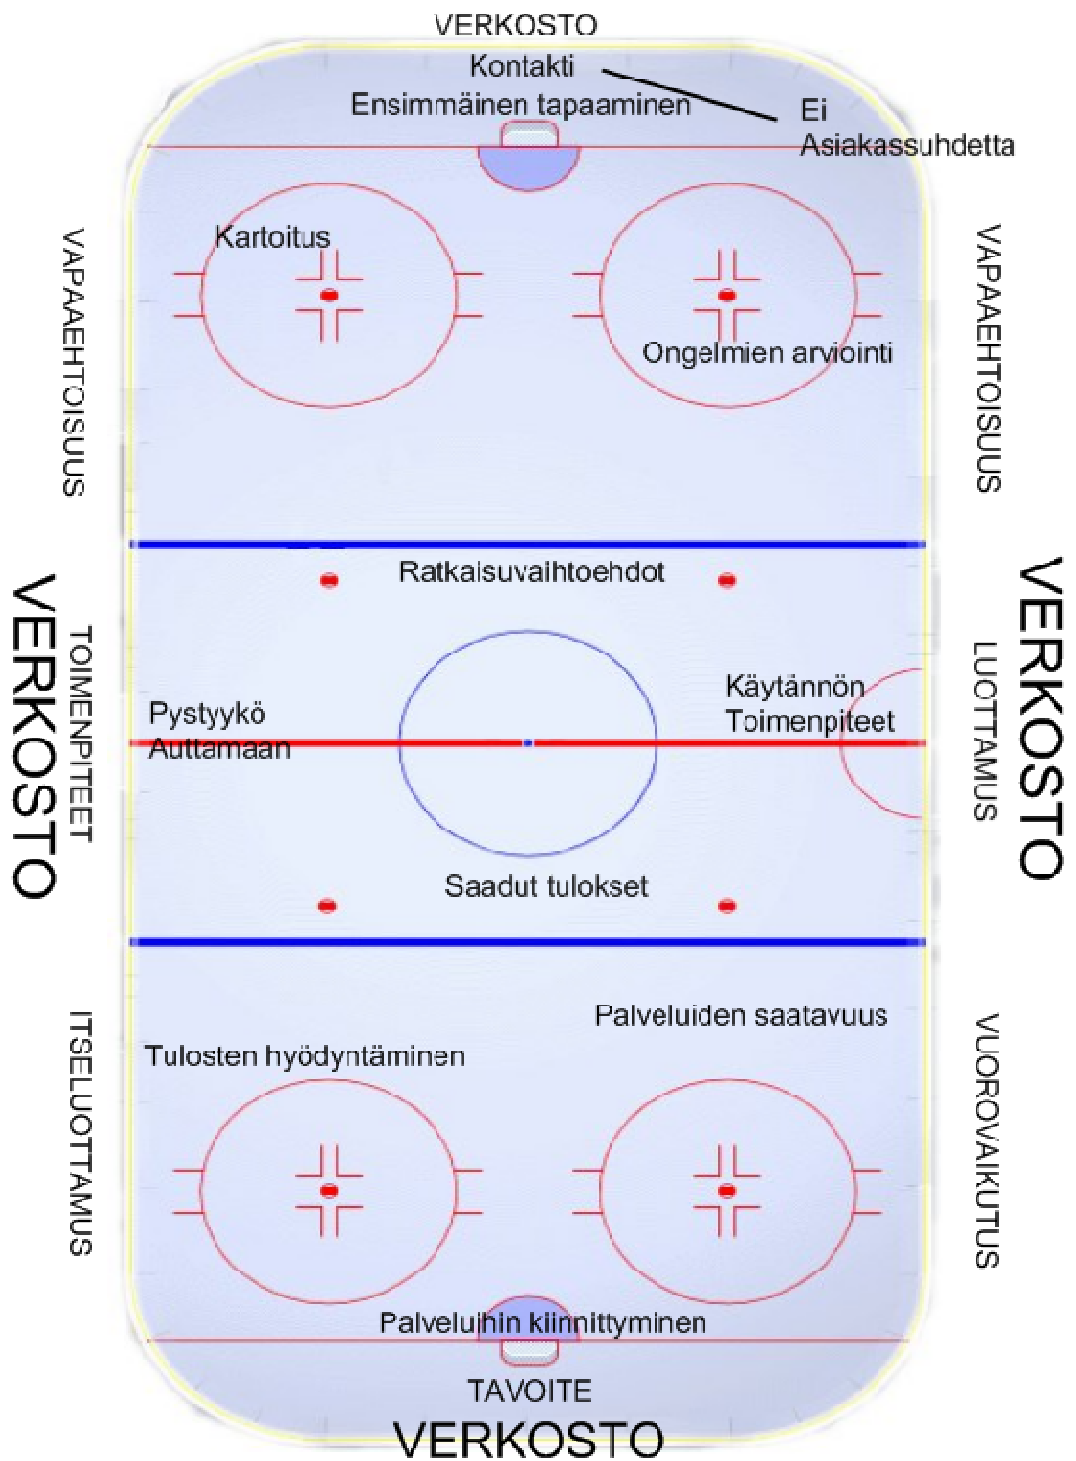 VERKOSTO
Kontakti
Ensimmäinen tapaaminen
Ei
Asiakassuhdetta
Kartoitus
VAPAAEHTOISUUS
VAPAAEHTOISUUS
Ongelmien arviointi
Ratkaisuvaihtoehdot
VERKOSTO
TOIMENPITEET
Pystyykö
Auttamaan
Käytännön
Toimenpiteet
LUOTTAMUS
VERKOSTO
Saadut tulokset
Palveluiden saatavuus
Tulosten hyödyntäminen
ITSELUOTTAMUS
VUOROVAIKUTUS
Palveluihin kiinnittyminen
TAVOITE
VERKOSTO